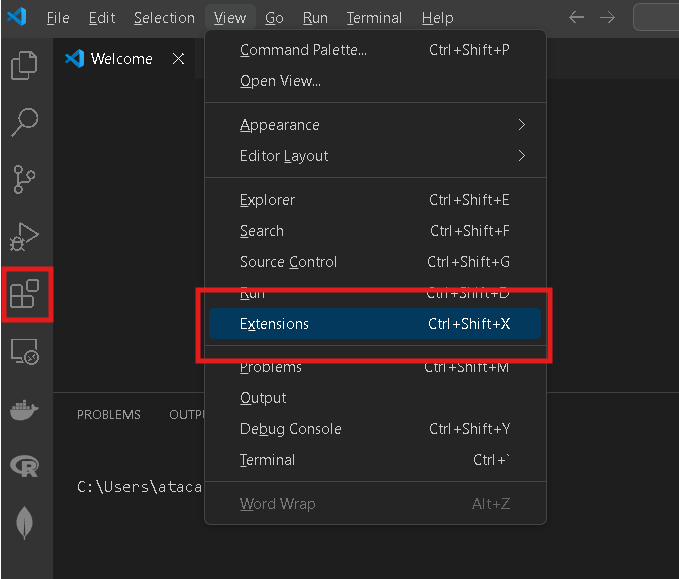 File Edit Selection View Go Run Terminal Help
Welcome
Command Palette... Ctrl+Shift+P
Open View...
Appearance
Editor Layout
Explorer Ctrl+Shift+E
Search Ctrl+Shift+F
Source Control Ctrl+Shift+G
Run Ctrl+Shift+D
Extensions Ctrl+Shift+X
Problems Ctrl+Shift+M
Output
Debug Console Ctrl+Shift+Y
Terminal Ctrl+`
Word Wrap Alt+Z
PROBLEMS OUTPU
C:\Users\ataca
R